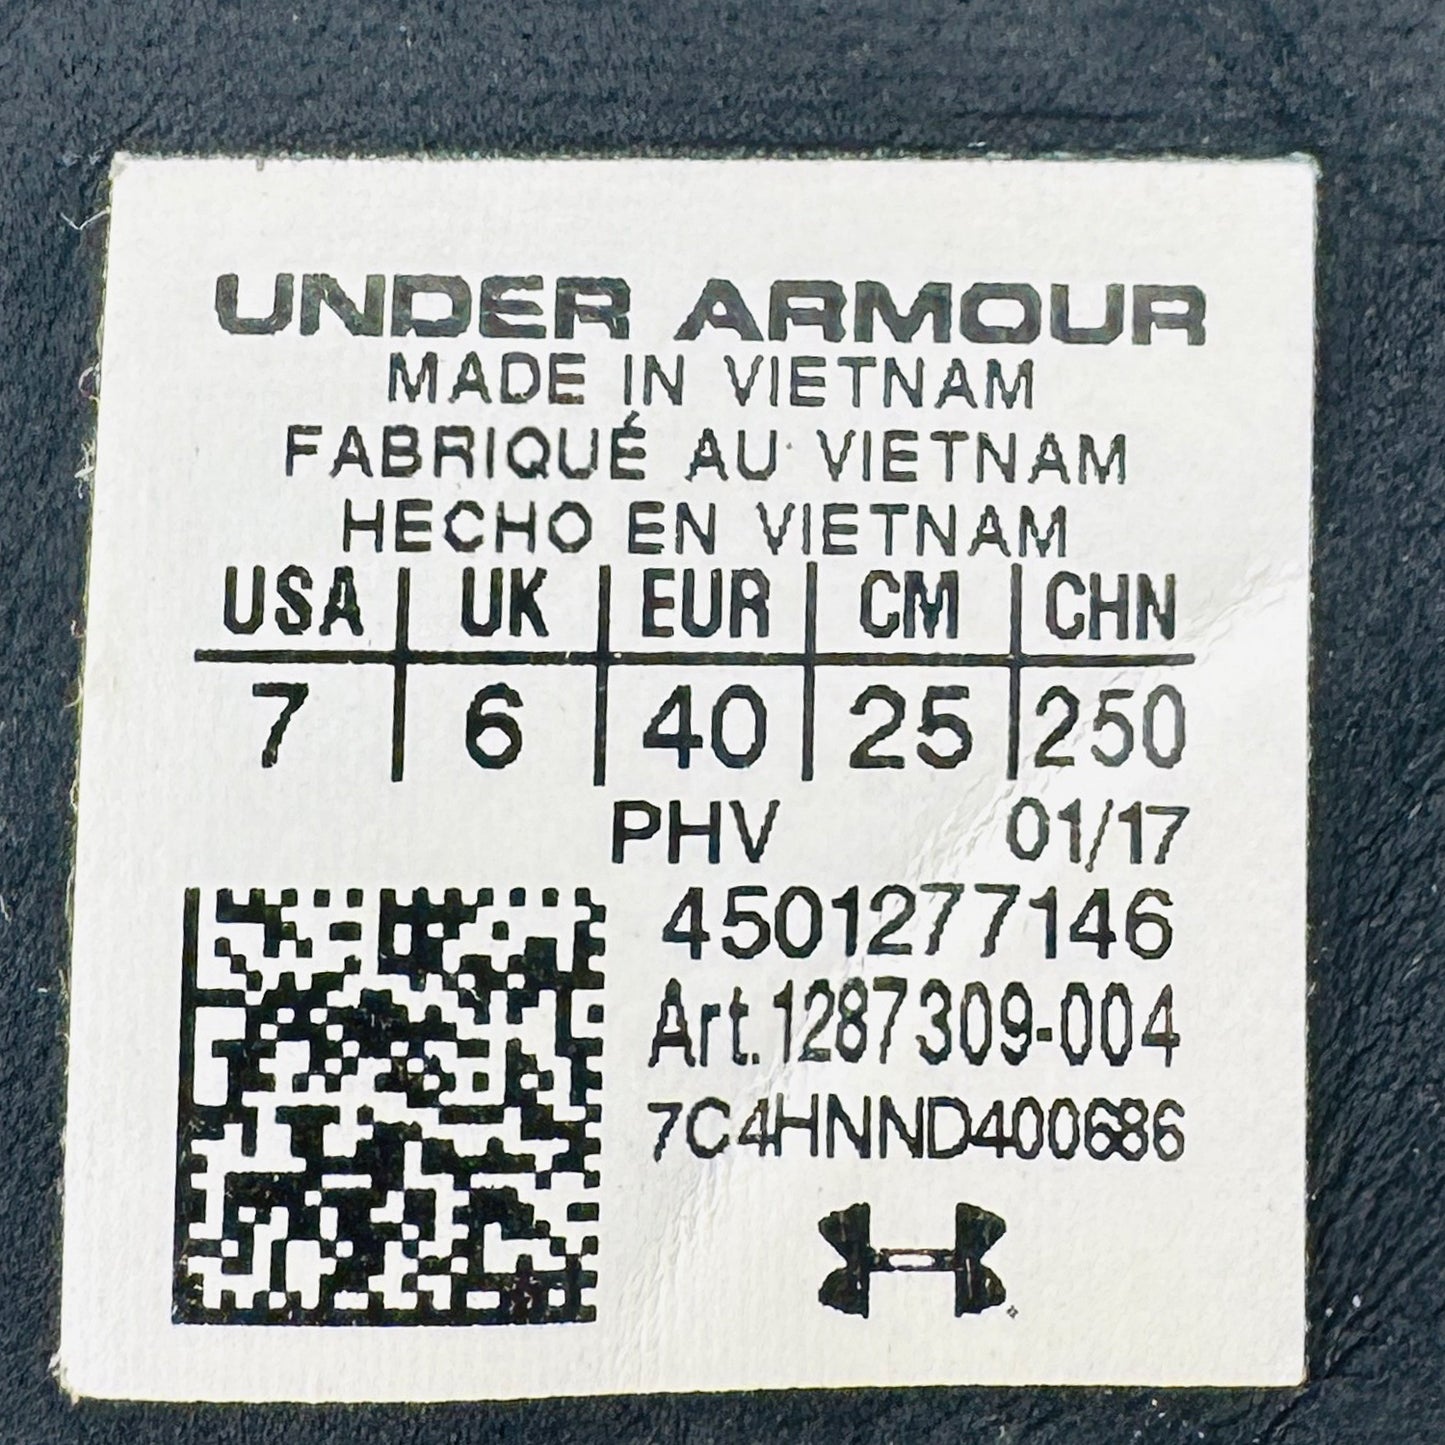 UNDER ARMOUR
MADE IN VIETNAM
FABRIQUÉ AU VIETNAM
HECHO EN VIETNAM
USA UK EUR CM CHN
7 6 40 25 250
PHV 01/17
4501277146
Art.1287309-004
7C4HNND400686